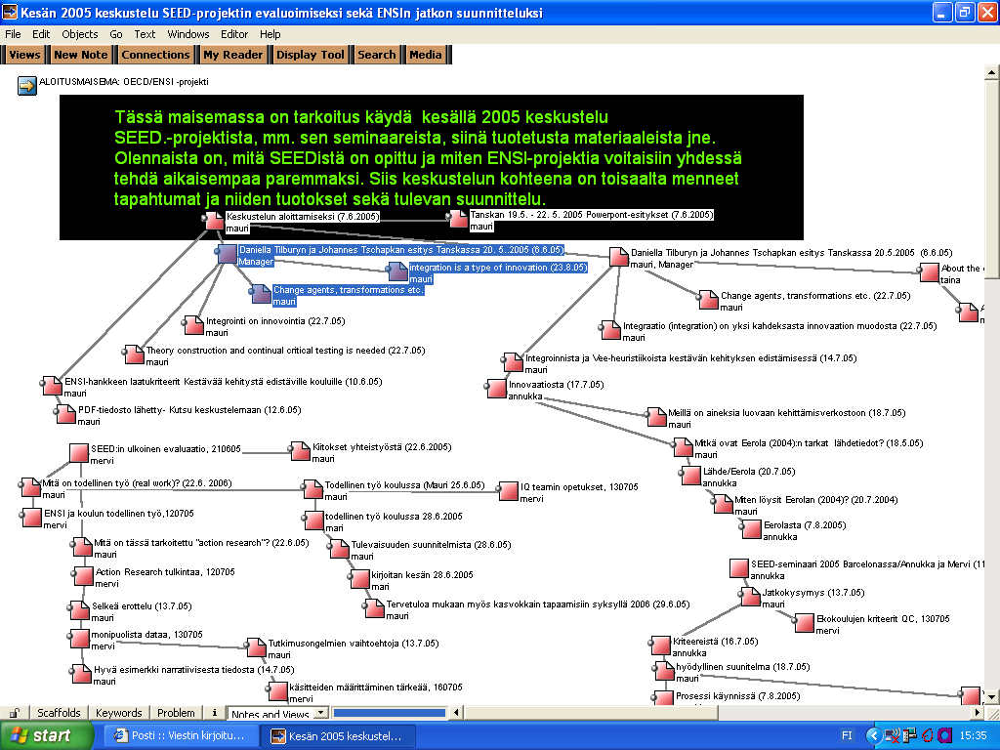 Kesän 2005 keskustelu SEED-projektin evaluoimiseksi sekä ENSIn jatkon suunnitteluksi
File Edit Objects Go Text Windows Editor Help
Views New Note Connections My Reader Display Tool Search Media
ALOITUSMAISEMA: OECD/ENSI -projekti
Tässä maisemassa on tarkoitus käydä kesällä 2005 keskustelu
SEED.-projektista, mm. sen seminaareista, siinä tuotetusta materiaaleista jne.
Olennaista on, mitä SEEDistä on opittu ja miten ENSI-projektia voitaisiin yhdessä
tehdä aikaisempaa paremmaksi. Siis keskustelun kohteena on toisaalta menneet
tapahtumat ja niiden tuotokset sekä tulevan suunnittelu.
Keskustelun aloittamiseksi (7.6.2005)
mauri
Tanskan 19.5. - 22. 5. 2005 Powerpont-esitykset (7.6.2005)
mauri
Daniella Tilburyn ja Johannes Tschapkan esitys Tanskassa 20. 5..2005 (6.6.05)
Manager
Daniella Tilburyn ja Johannes Tschapkan esitys Tanskassa 20.5.2005 (6.6.05)
mauri, Manager
integration is a type of innovation (23.8.05)
mauri
About the
taina
Change agents, transformations etc.
mauri
Change agents, transformations etc. (22.7.05)
mauri
Integrointi on innovointia (22.7.05)
mauri
Integraatio (integration) on yksi kahdeksasta innovaation muodosta (22.7.05)
mauri
Theory construction and continual critical testing is needed (22.7.05)
mauri
Integroinnista ja Vee-heuristiikoista kestävän kehityksen edistämisessä (14.7.05)
mauri
ENSI-hankkeen laatukriteerit Kestävää kehitystä edistäville kouluille (10.6.05)
mauri
Innovaatiosta (17.7.05)
annukka
PDF-tiedosto lähetty- Kutsu keskustelemaan (12.6.05)
mauri
Meillä on aineksia luovaan kehittämisverkostoon (18.7.05)
mauri
SEED:in ulkoinen evaluaatio, 210605
mervi
Kiitokset yhteistyöstä (22.6.2005)
mauri
Mitkä ovat Eerola (2004):n tarkat lähdetiedot? (18.5.05)
mauri
Mitä on todellinen työ (real work)? (22.6. 2006)
mauri
Todellinen työ koulussa (Mauri 25.6.05)
mauri
IQ teamin opetukset, 130705
mervi
Lähde/Eerola (20.7.05)
annukka
ENSI ja koulun todellinen työ,120705
mervi
todellinen työ koulussa 28.6.2005
mari
Miten löysit Eerolan (2004)? (20.7.2004)
mauri
Eerolasta (7.8.2005)
annukka
Mitä on tässä tarkoitettu "action research"? (22.6.05)
mauri
Tulevaisuuden suunnitelmista (28.6.05)
mauri
Action Research tulkintaa, 120705
mervi
kirjoitan kesän 28.6.2005
mari
SEED-seminaari 2005 Barcelonassa/Annukka ja Mervi (11
annukka
Selkeä erottelu (13.7.05)
mauri
Tervetuloa mukaan myös kasvokkain tapaamisiin syksyllä 2006 (29.6.05)
mauri
Jatkokysymys (13.7.05)
mauri
Ekokoulujen kriteerit QC, 130705
mervi
monipuolista dataa, 130705
mervi
Tutkimusongelmien vaihtoehtoja (13.7.05)
mauri
Kriteereistä (16.7.05)
annukka
Hyvä esimerkki narratiivisesta tiedosta (14.7.05)
mauri
hyödyllinen suunitelma (18.7.05)
mauri
käsitteiden määrittäminen tärkeää, 160705
mervi
Prosessi käynnissä (7.8.2005)
annukka
Scaffolds Keywords Problem i Notes and Views
start Posti :: Viestin kirjoitu... Kesän 2005 keskustel... FI 15:35